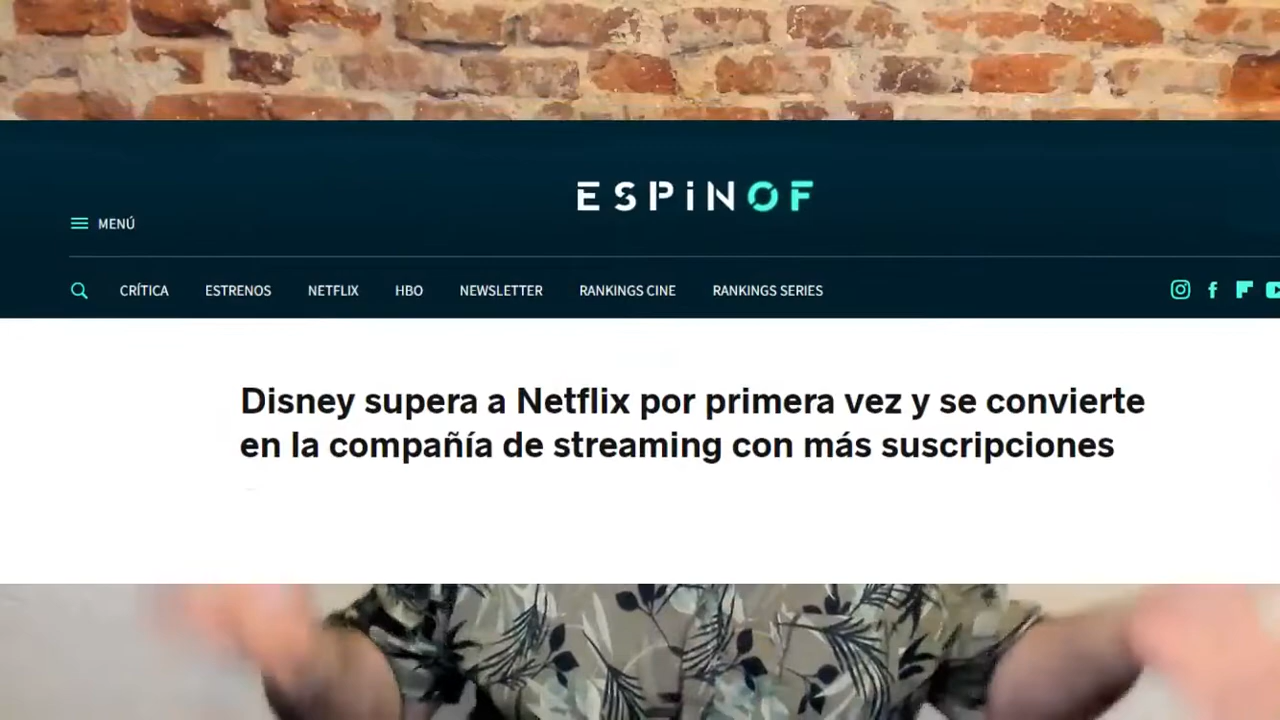 ESPiNOF
MENÚ
CRÍTICA ESTRENOS NETFLIX HBO NEWSLETTER RANKINGS CINE RANKINGS SERIES
Disney supera a Netflix por primera vez y se convierte
en la compañía de streaming con más suscripciones